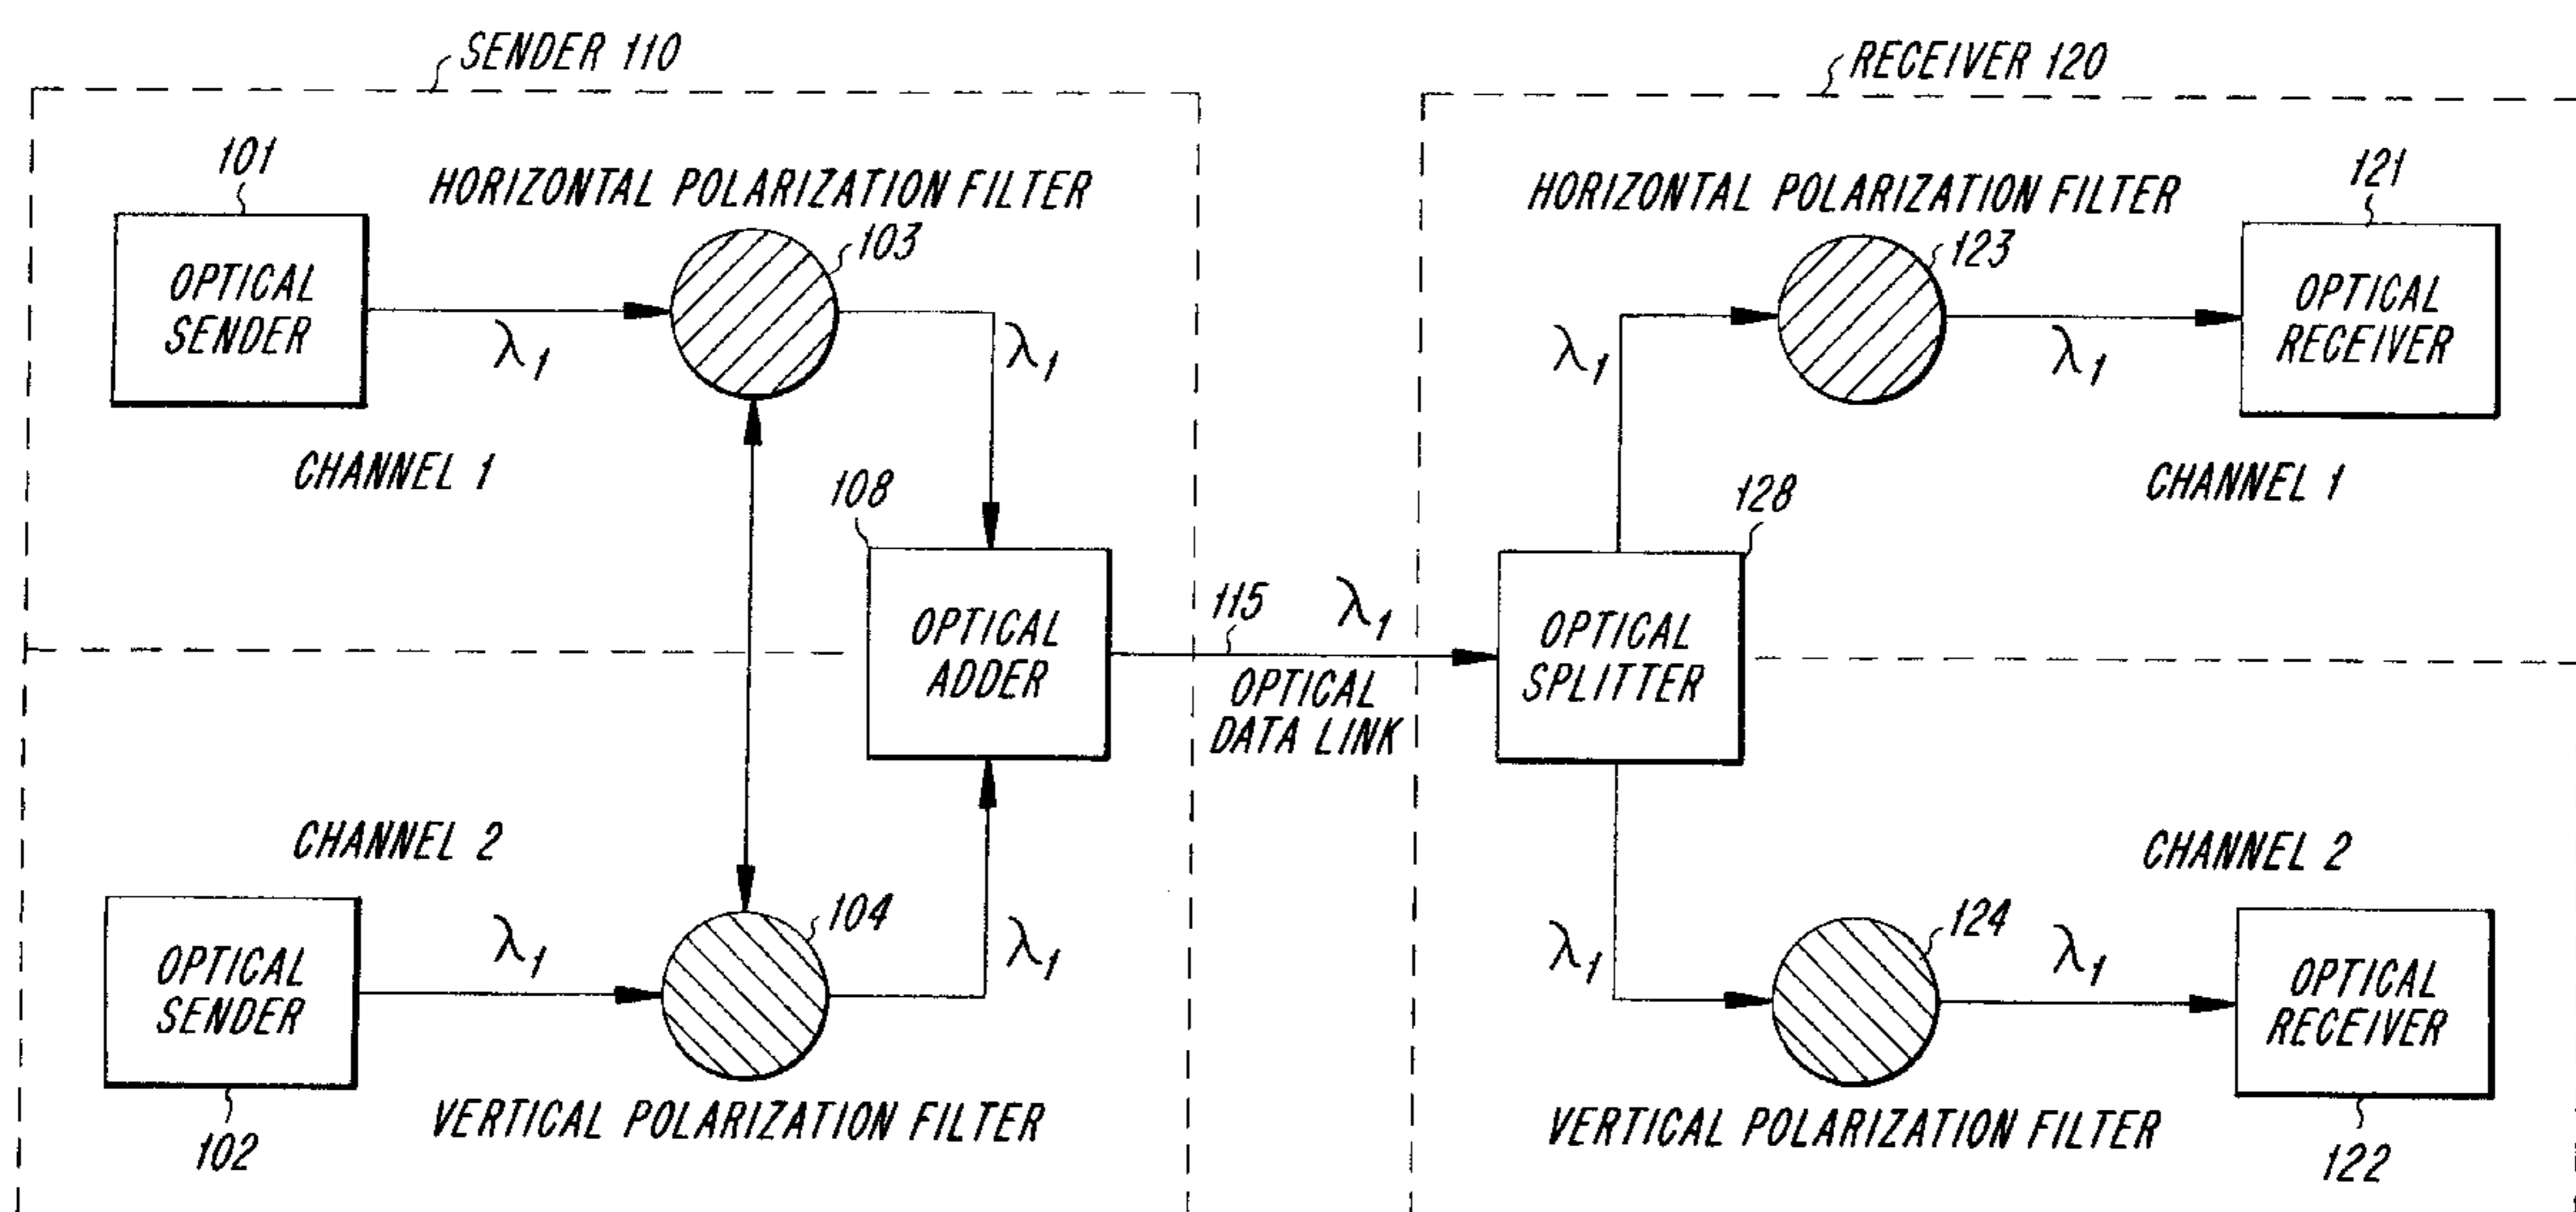 SENDER 110
RECEIVER 120
101
HORIZONTAL POLARIZATION FILTER
103
OPTICAL
SENDER
λ1
λ1
CHANNEL 1
108
OPTICAL
ADDER
CHANNEL 2
OPTICAL
SENDER
102
λ1
104
λ1
VERTICAL POLARIZATION FILTER
115
λ1
OPTICAL
DATA LINK
HORIZONTAL POLARIZATION FILTER
123
121
λ1
λ1
OPTICAL
RECEIVER
CHANNEL 1
128
OPTICAL
SPLITTER
CHANNEL 2
λ1
124
λ1
OPTICAL
RECEIVER
122
VERTICAL POLARIZATION FILTER